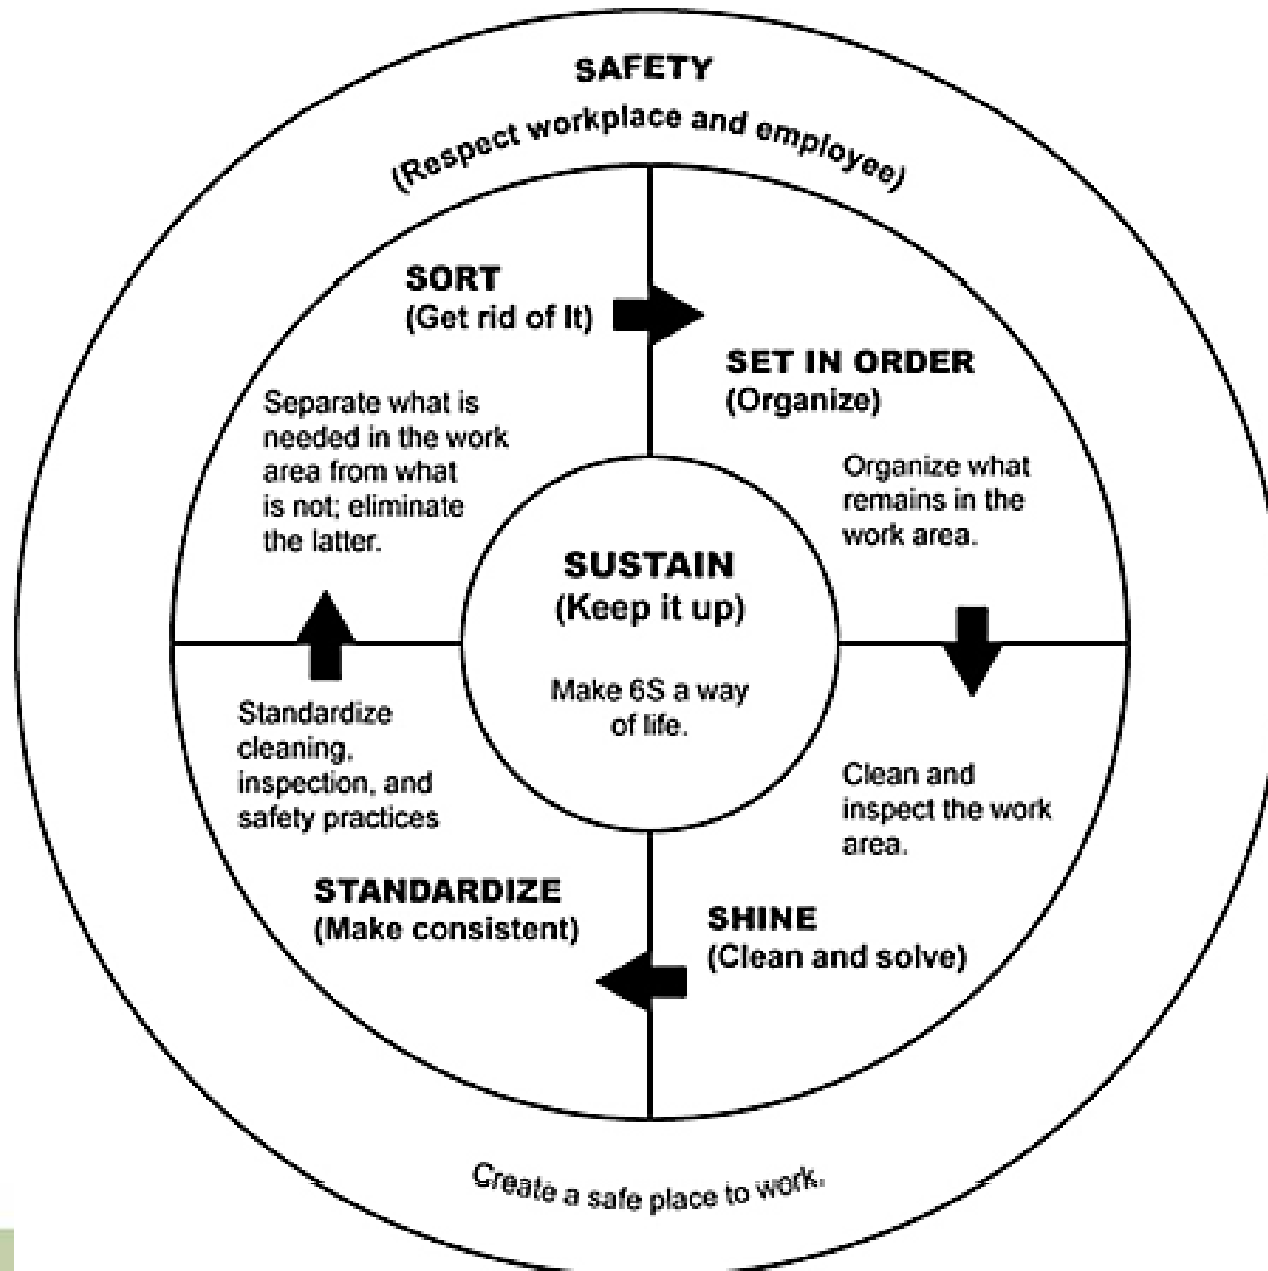 SAFETY
(Respect workplace and employee)
SORT
(Get rid of It)
Separate what is
needed in the work
area from what
is not; eliminate
the latter.
SET IN ORDER
(Organize)
Organize what
remains in the
work area.
SUSTAIN
(Keep it up)
Make 6S a way
of life.
Clean and
inspect the work
area.
SHINE
(Clean and solve)
Standardize
cleaning,
inspection, and
safety practices
STANDARDIZE
(Make consistent)
Create a safe place to work.